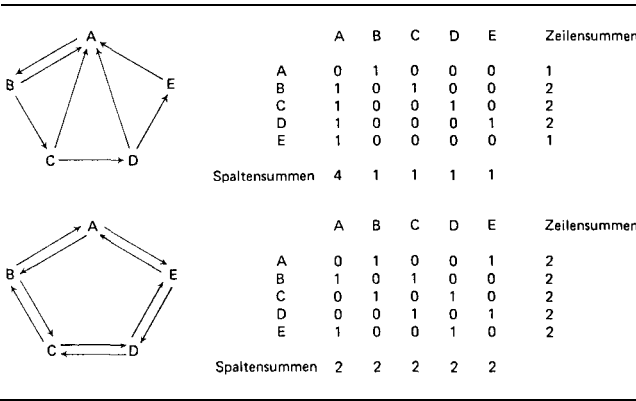 A B C D E Zeilensummen
A 0 1 0 0 0 1
B 1 0 1 0 0 2
C 1 0 0 1 0 2
D 1 0 0 0 1 2
E 1 0 0 0 0 1
Spaltensummen 4 1 1 1 1
A
B
E
C
D
A B C D E Zeilensummen
A 0 1 0 0 1 2
B 1 0 1 0 0 2
C 0 1 0 1 0 2
D 0 0 1 0 1 2
E 1 0 0 1 0 2
Spaltensummen 2 2 2 2 2
A
B
E
C
D